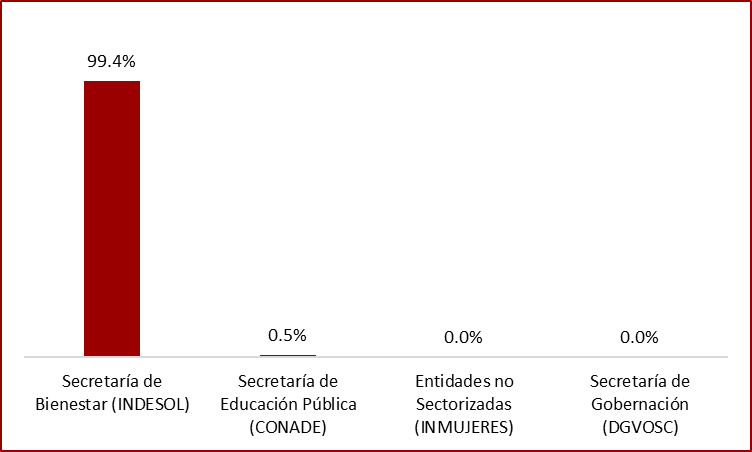 99.4%
0.5%
0.0%
0.0%
Secretaría de
Bienestar (INDESOL)
Secretaría de
Educación Pública
(CONADE)
Entidades no
Sectorizadas
(INMUJERES)
Secretaría de
Gobernación
(DGVOSC)